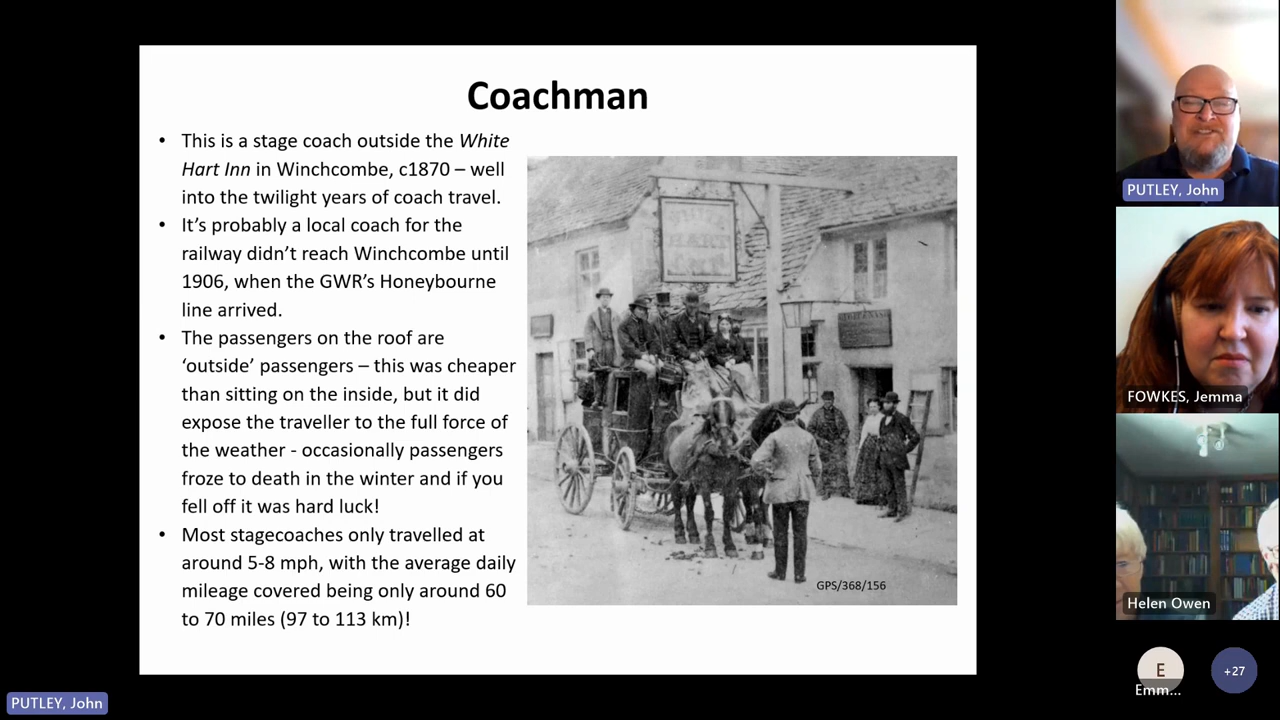 Coachman
• This is a stage coach outside the White
Hart Inn in Winchcombe, c1870 – well
into the twilight years of coach travel.
• It's probably a local coach for the
railway didn't reach Winchcombe until
1906, when the GWR's Honeybourne
line arrived.
• The passengers on the roof are
'outside' passengers – this was cheaper
than sitting on the inside, but it did
expose the traveller to the full force of
the weather - occasionally passengers
froze to death in the winter and if you
fell off it was hard luck!
• Most stagecoaches only travelled at
around 5-8 mph, with the average daily
mileage covered being only around 60
to 70 miles (97 to 113 km)!
WHITE
HART
INN
GPS/368/156
PUTLEY, John
FOWKES, Jemma
Helen Owen
E
Emm...
+27
PUTLEY, John